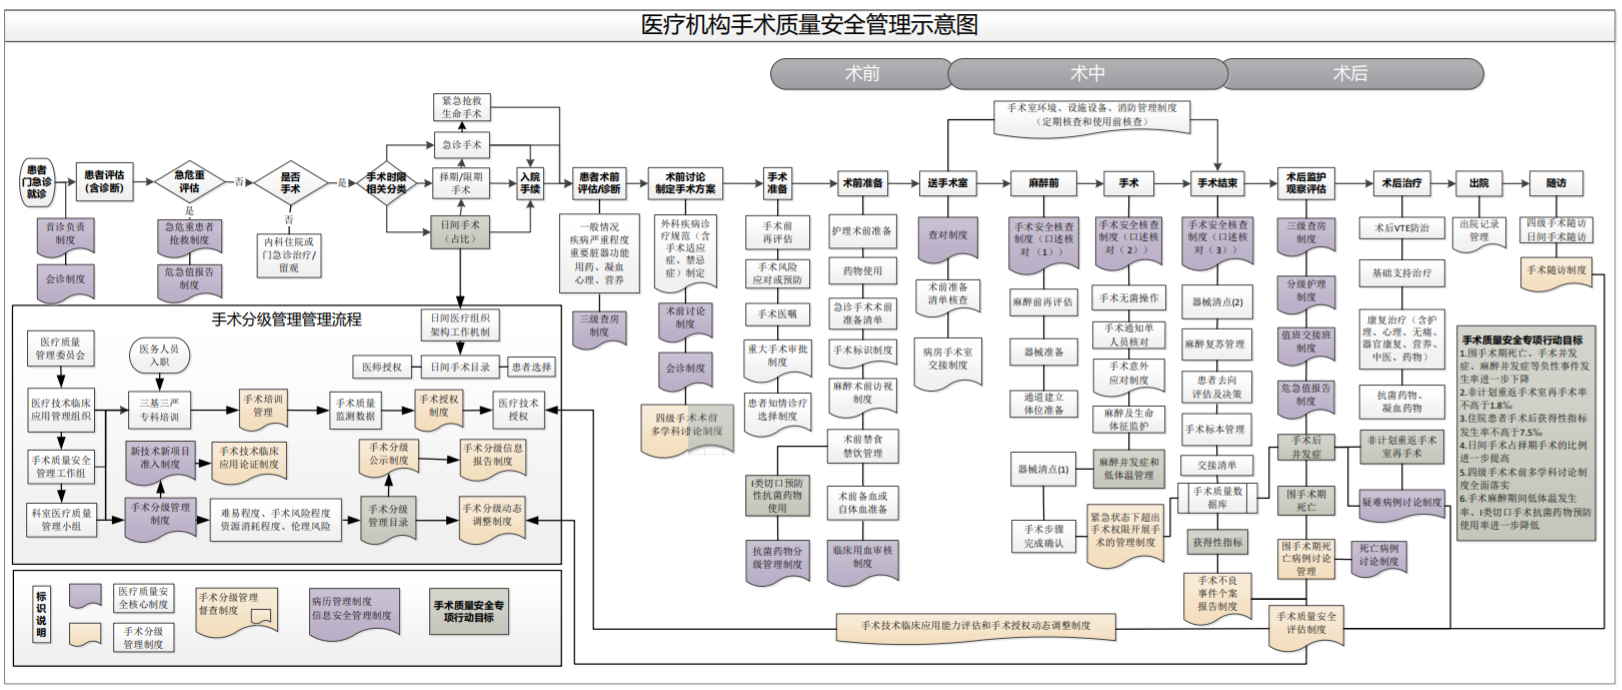 医疗机构手术质量安全管理示意图
术前
术中
术后
手术室环境、设施设备、消防管理制度
（定期核查和使用前核查）
紧急抢救
生命手术
急诊手术
择期/限期
手术
日间手术
（占比）
患者
门急诊
就诊
患者评估
(含诊断)
急危重
评估
否
是
是否
手术
是
否
手术时限
相关分类
入院
手续
患者术前
评估/诊断
术前讨论
制定手术方案
手术
准备
术前准备
送手术室
麻醉前
手术
手术结束
术后监护
观察评估
术后治疗
出院
随访
首诊负责
制度
会诊制度
急危重患者
抢救制度
危急值报告
制度
内科住院或
门急诊治疗/
留观
一般情况
疾病严重程度
重要脏器功能
用药、凝血
心理、营养
三级查房
制度
外科疾病诊
疗规范（含
手术适应
症、禁忌
症）制定
术前讨论
制度
会诊制度
四级手术术前
多学科讨论制度
手术前
再评估
手术风险
应对或预防
手术医嘱
重大手术审批
制度
患者知情诊疗
选择制度
I类切口预防
性抗菌药物
使用
抗菌药物分
级管理制度
护理术前准备
药物使用
急诊手术术前
准备清单
手术标识制度
麻醉术前访视
制度
术前禁食
禁饮管理
术前备血或
自体血准备
临床用血审核
制度
查对制度
术前准备
清单核查
病房手术室
交接制度
手术安全核查
制度（口述核
对（1））
麻醉前再评估
器械准备
通道建立
体位准备
器械清点(1)
手术步骤
完成确认
手术安全核查
制度（口述核
对（2））
手术无菌操作
手术通知单
人员核对
手术意外
应对制度
麻醉及生命
体征监护
麻醉并发症和
低体温管理
紧急状态下超出
手术权限开展手
术的管理制度
手术安全核查
制度（口述核
对（3））
器械清点(2)
麻醉复苏管理
患者去向
评估及决策
手术标本管理
交接清单
手术质量数
据库
获得性指标
手术不良
事件个案
报告制度
三级查房
制度
分级护理
制度
值班交接班
制度
危急值报告
制度
手术后
并发症
围手术期
死亡
围手术期死
亡病例讨论
管理
死亡病例
讨论制度
手术质量安全
评估制度
术后VTE防治
基础支持治疗
康复治疗（含护
理、心理、无痛、
器官康复、营养、
中医、药物）
抗菌药物、
凝血药物
非计划重返手术
室再手术
疑难病例讨论制度
出院记录
管理
四级手术随访
日间手术随访
手术随访制度
手术质量安全专项行动目标
1.围手术期死亡、手术并发
症、麻醉并发症等负性事件发
生率进一步下降
2.非计划重返手术室再手术率
不高于1.8‰
3.住院患者手术后获得性指标
发生率不高于7.5‰
4.日间手术占择期手术的比例
进一步提高
5.四级手术术前多学科讨论制
度全面落实
6.手术麻醉期间低体温发生
率、I类切口手术抗菌药物预防
使用率进一步降低
手术分级管理管理流程
医疗质量
管理委员会
医务人员
入职
日间医疗组织
架构工作机制
医师授权
日间手术目录
患者选择
医疗技术临床
应用管理组织
三基三严
专科培训
手术培训
管理
手术质量
监测数据
手术授权
制度
医疗技术
授权
手术质量安全
管理工作组
新技术新项目
准入制度
手术技术临床
应用论证制度
手术分级
公示制度
手术分级信息
报告制度
科室医疗质量
管理小组
手术分级管理
制度
难易程度、手术风险程度
资源消耗程度、伦理风险
手术分级
管理目录
手术分级动态
调整制度
标识说明
医疗质量安
全核心制度
手术分级
管理制度
手术分级管理
督查制度
病历管理制度
信息安全管理制度
手术质量安全专
项行动目标
手术技术临床应用能力评估和手术授权动态调整制度